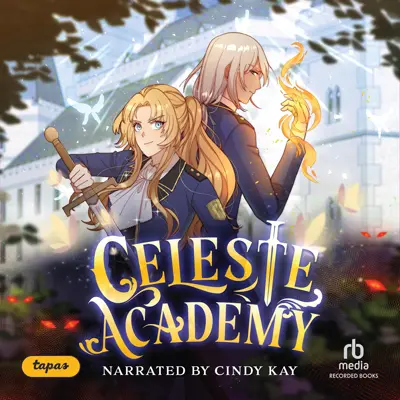 CELESTE
ACADEMY
tapas
NARRATED BY CINDY KAY
rb
media
RECORDED BOOKS